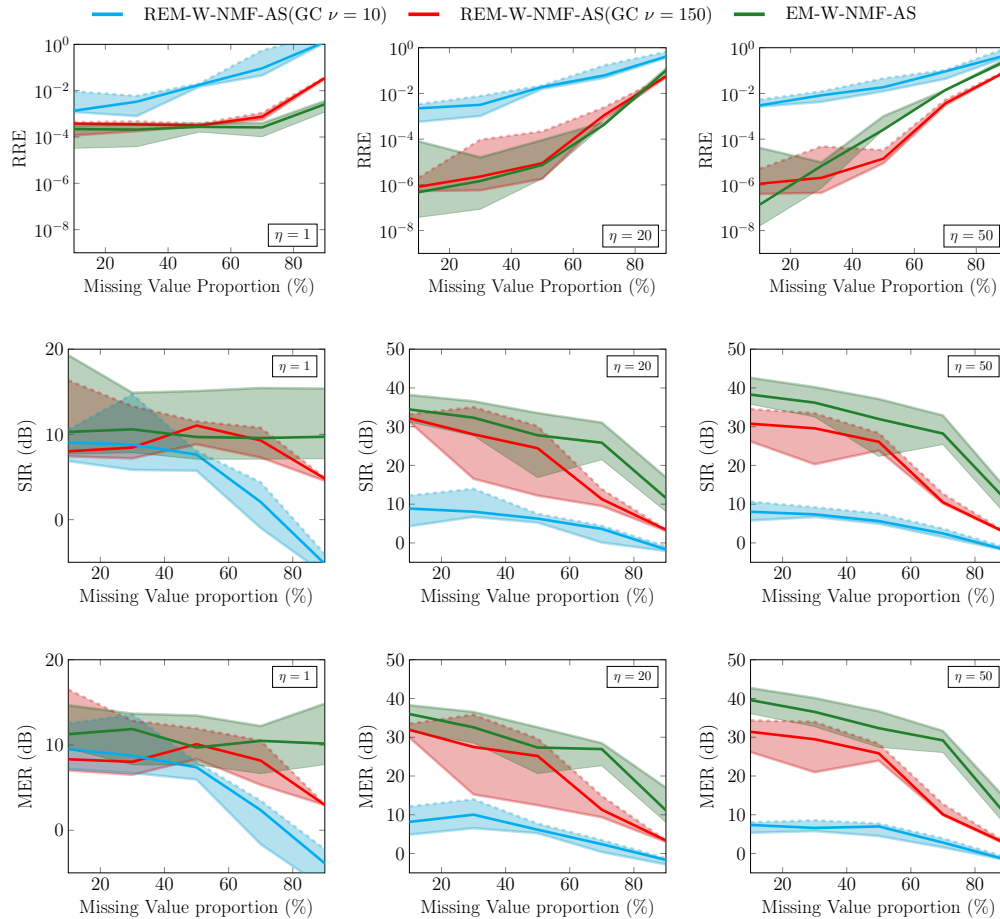 REM-W-NMF-AS(GC ν = 10) REM-W-NMF-AS(GC ν = 150) EM-W-NMF-AS
10^0 10^0 10^0
10^−2 10^−2 10^−2
10^−4 10^−4 10^−4
10^−6 10^−6 10^−6
10^−8 10^−8 10^−8
RRE RRE RRE
η = 1 η = 20 η = 50
20 40 60 80 20 40 60 80 20 40 60 80
Missing Value Proportion (%) Missing Value Proportion (%) Missing Value Proportion (%)
20 50 50
η = 1 η = 20 η = 50
40 40
10 30 30
20 20
0 10 10
0 0
SIR (dB) SIR (dB) SIR (dB)
20 40 60 80 20 40 60 80 20 40 60 80
Missing Value proportion (%) Missing Value proportion (%) Missing Value proportion (%)
20 50 50
η = 1 η = 20 η = 50
40 40
10 30 30
20 20
0 10 10
0 0
MER (dB) MER (dB) MER (dB)
20 40 60 80 20 40 60 80 20 40 60 80
Missing Value proportion (%) Missing Value proportion (%) Missing Value proportion (%)